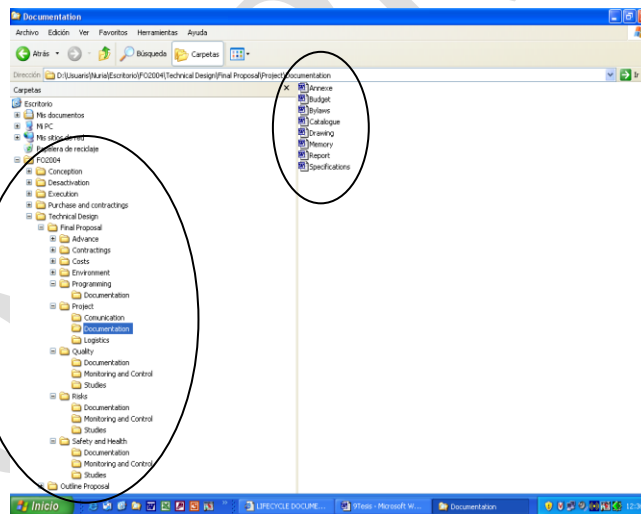 Documentation
Archivo Edición Ver Favoritos Herramientas Ayuda
Atrás Búsqueda Carpetas
Dirección D:\Usuaris\Nuria\Escritorio\FO2004\Technical Design\Final Proposal\Project\Documentation Ir
Carpetas
Escritorio
Mis documentos
Mi PC
Mis sitios de red
Papelera de reciclaje
FO2004
Conception
Desactivation
Execution
Purchase and contractings
Technical Design
Final Proposal
Advance
Contractings
Costs
Environment
Programming
Documentation
Project
Comunication
Documentation
Logistics
Quality
Documentation
Monitoring and Control
Studies
Risks
Documentation
Monitoring and Control
Studies
Safety and Health
Documentation
Monitoring and Control
Studies
Outline Proposal
Annexe
Budget
Bylaws
Catalogue
Drawing
Memory
Report
Specifications
Inicio LIFECYCLE DOCUME... 9Tesis - Microsoft W... Documentation